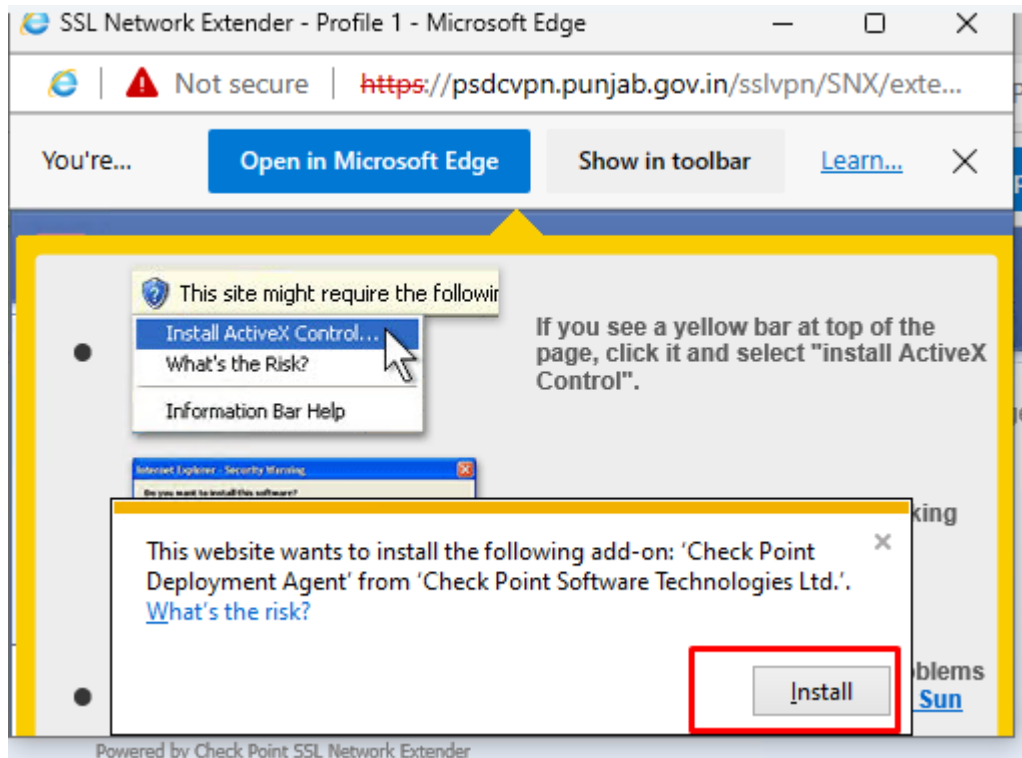 SSL Network Extender - Profile 1 - Microsoft Edge
Not secure | https://psdcvpn.punjab.gov.in/sslvpn/SNX/exte...
You're... Open in Microsoft Edge Show in toolbar Learn...
This site might require the followin
Install ActiveX Control...
What's the Risk?
Information Bar Help
If you see a yellow bar at top of the
page, click it and select "install ActiveX
Control".
Internet Explorer - Security Warning
Do you want to install this software?
king
This website wants to install the following add-on: 'Check Point
Deployment Agent' from 'Check Point Software Technologies Ltd.'.
What's the risk?
Install
blems
Sun
Powered by Check Point SSL Network Extender